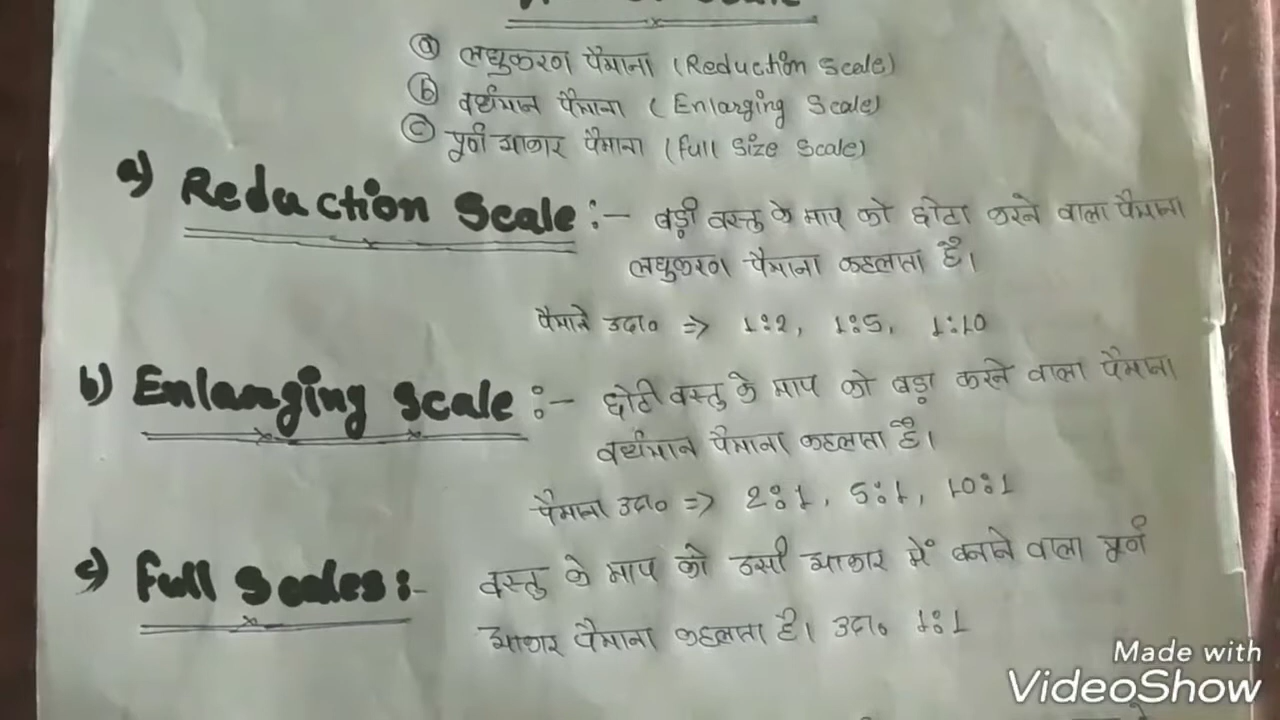 Scale
ⓐ लघुकरण पैमाना (Reduction Scale)
ⓑ वर्धमान पैमाना ( Enlarging Scale)
ⓒ पूर्ण आकार पैमाना (Full Size Scale)
a) Reduction Scale :- बड़ी वस्तु के माप को छोटा करने वाला पैमाना
लघुकरण पैमाना कहलाता है।
पैमाने उदा० => 1:2, 1:5, 1:10
b) Enlarging Scale :- छोटी वस्तु के माप को बड़ा करने वाला पैमाना
वर्धमान पैमाना कहलाता है।
पैमाना उदा० => 2:1, 5:1, 10:1
c) Full Scales :- वस्तु के माप को उसी आकार में बनाने वाला पूर्ण
आकार पैमाना कहलाता है। उदा० 1:1
Made with
VideoShow